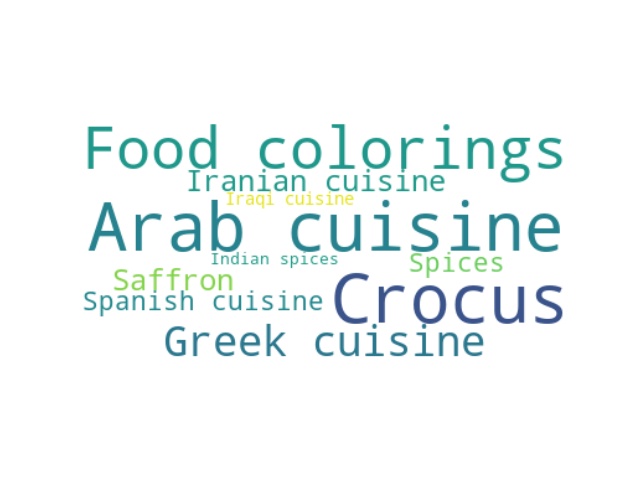 Food colorings
Iranian cuisine
Iraqi cuisine
Arab cuisine
Indian spices
Spices
Saffron
Spanish cuisine
Crocus
Greek cuisine